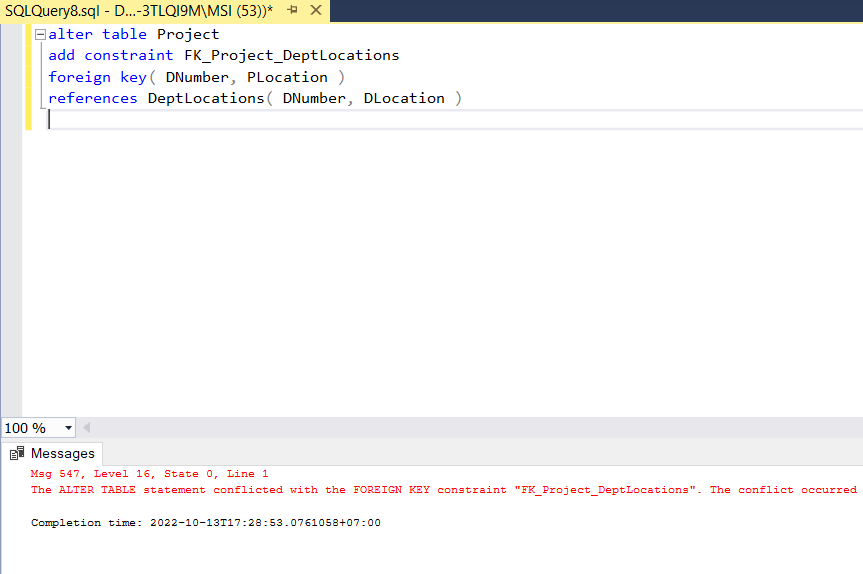 SQLQuery8.sql - D...-3TLQI9M\MSI (53))*
alter table Project
add constraint FK_Project_DeptLocations
foreign key( DNumber, PLocation )
references DeptLocations( DNumber, DLocation )
100 %
Messages
Msg 547, Level 16, State 0, Line 1
The ALTER TABLE statement conflicted with the FOREIGN KEY constraint "FK_Project_DeptLocations". The conflict occurred
Completion time: 2022-10-13T17:28:53.0761058+07:00